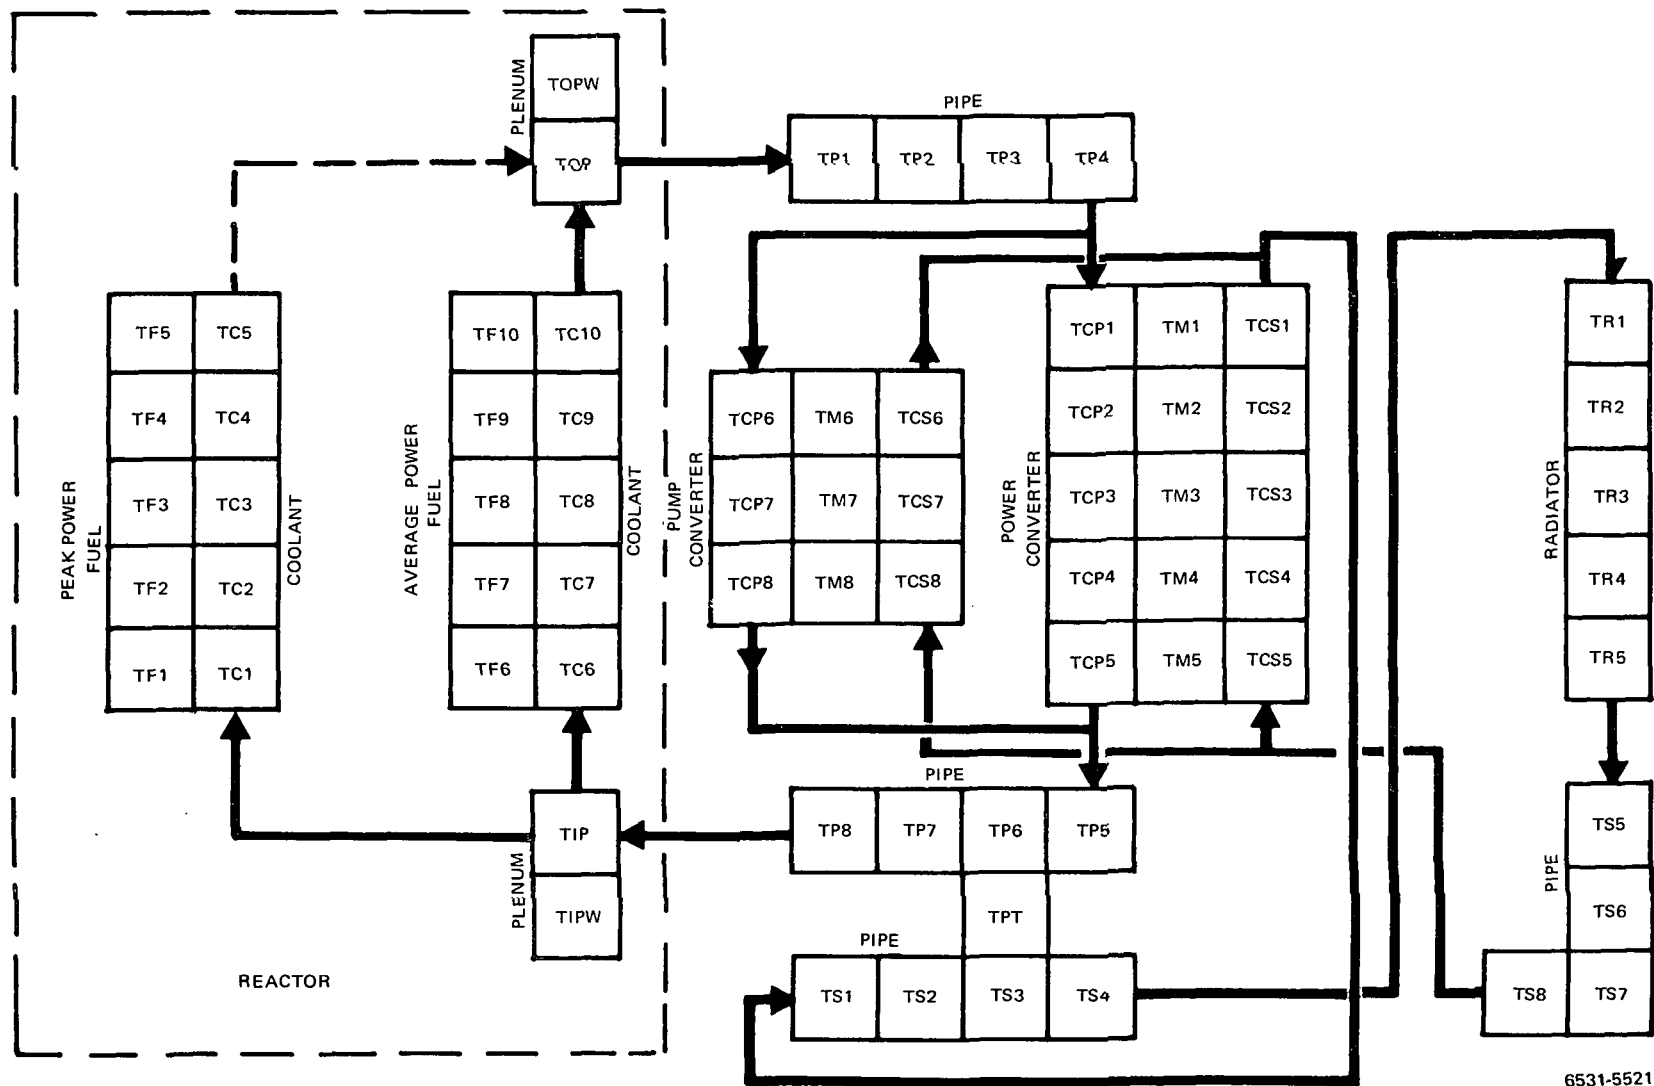 TOPW
PLENUM
TOP
PIPE
TP1 TP2 TP3 TP4
TF5 TC5
TF4 TC4
TF3 TC3
TF2 TC2
TF1 TC1
PEAK POWER
FUEL
COOLANT
TF10 TC10
TF9 TC9
TF8 TC8
TF7 TC7
TF6 TC6
AVERAGE POWER
FUEL
COOLANT
PUMP
CONVERTER
TCP6 TM6 TCS6
TCP7 TM7 TCS7
TCP8 TM8 TCS8
POWER
CONVERTER
TCP1 TM1 TCS1
TCP2 TM2 TCS2
TCP3 TM3 TCS3
TCP4 TM4 TCS4
TCP5 TM5 TCS5
RADIATOR
TR1
TR2
TR3
TR4
TR5
PIPE
TP8 TP7 TP6 TP5
TIP
PLENUM
TIPW
TPT
PIPE
TS1 TS2 TS3 TS4
TS5
PIPE
TS6
TS8 TS7
REACTOR
6531-5521